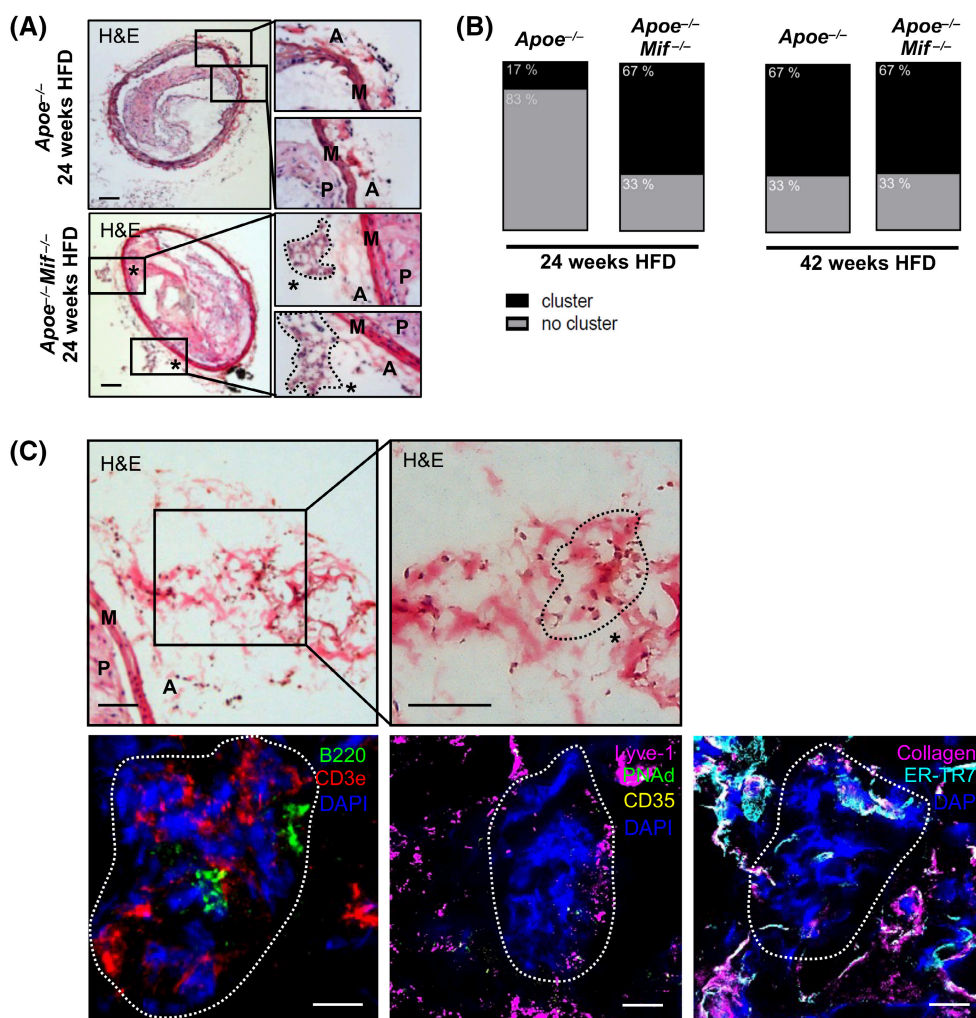 (A)
Apoe–/–
24 weeks HFD
H&E
A
M
M
P
A
Apoe–/–Mif–/–
24 weeks HFD
H&E
*
*
M
P
*
A
P
M
A
*
(B)
Apoe–/–
Apoe–/–
Mif–/–
Apoe–/–
Apoe–/–
Mif–/–
17 %
83 %
67 %
33 %
67 %
33 %
67 %
33 %
24 weeks HFD
42 weeks HFD
cluster
no cluster
(C)
H&E
M
P
A
H&E
*
B220
CD3e
DAPI
Lyve-1
PNAd
CD35
DAPI
Collagen
ER-TR7
DAPI